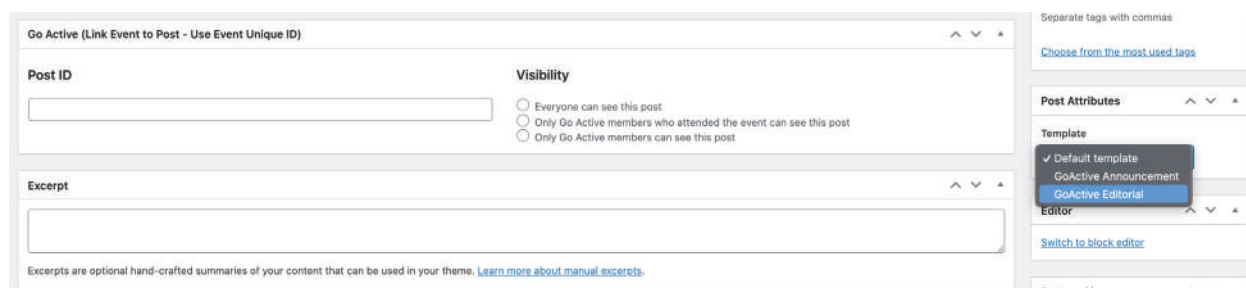 Go Active (Link Event to Post - Use Event Unique ID)
Post ID
Visibility
Everyone can see this post
Only Go Active members who attended the event can see this post
Only Go Active members can see this post
Excerpt
Excerpts are optional hand-crafted summaries of your content that can be used in your theme. Learn more about manual excerpts.
Separate tags with commas
Choose from the most used tags
Post Attributes
Template
✓ Default template
GoActive Announcement
GoActive Editorial
Editor
Switch to block editor